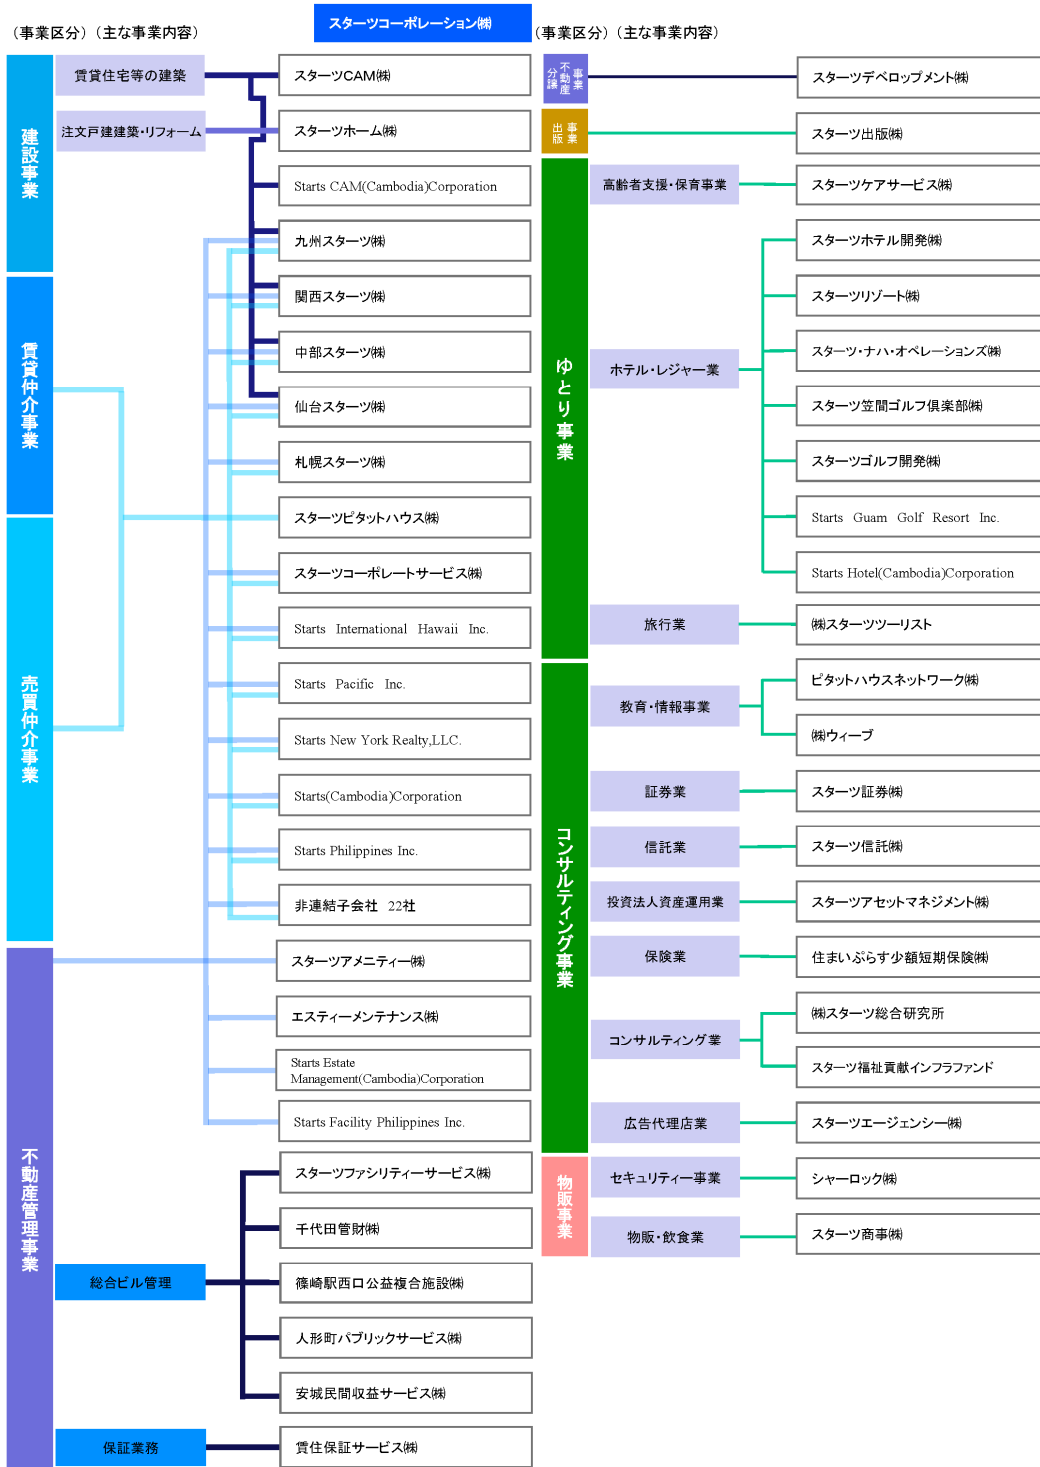 スターツコーポレーション㈱
（事業区分）（主な事業内容）
建設事業
賃貸住宅等の建築
スターツCAM㈱
注文戸建建築・リフォーム
スターツホーム㈱
Starts CAM(Cambodia)Corporation
九州スターツ㈱
関西スターツ㈱
賃貸仲介事業
中部スターツ㈱
仙台スターツ㈱
札幌スターツ㈱
スターツピタットハウス㈱
売買仲介事業
スターツコーポレートサービス㈱
Starts International Hawaii Inc.
Starts Pacific Inc.
Starts New York Realty,LLC.
Starts(Cambodia)Corporation
Starts Philippines Inc.
非連結子会社 22社
不動産管理事業
スターツアメニティー㈱
エスティーメンテナンス㈱
Starts Estate
Management(Cambodia)Corporation
Starts Facility Philippines Inc.
スターツファシリティーサービス㈱
千代田管財㈱
総合ビル管理
篠崎駅西口公益複合施設㈱
人形町パブリックサービス㈱
安城民間収益サービス㈱
保証業務
賃住保証サービス㈱
（事業区分）（主な事業内容）
不動産分譲事業
スターツデベロップメント㈱
出版事業
スターツ出版㈱
ゆとり事業
高齢者支援・保育事業
スターツケアサービス㈱
ホテル・レジャー業
スターツホテル開発㈱
スターツリゾート㈱
スターツ・ナハ・オペレーションズ㈱
スターツ笠間ゴルフ倶楽部㈱
スターツゴルフ開発㈱
Starts Guam Golf Resort Inc.
Starts Hotel(Cambodia)Corporation
旅行業
㈱スターツツーリスト
コンサルティング事業
教育・情報事業
ピタットハウスネットワーク㈱
㈱ウィーブ
証券業
スターツ証券㈱
信託業
スターツ信託㈱
投資法人資産運用業
スターツアセットマネジメント㈱
保険業
住まいぷらす少額短期保険㈱
コンサルティング業
㈱スターツ総合研究所
スターツ福祉貢献インフラファンド
広告代理店業
スターツエージェンシー㈱
物販事業
セキュリティー事業
シャーロック㈱
物販・飲食業
スターツ商事㈱